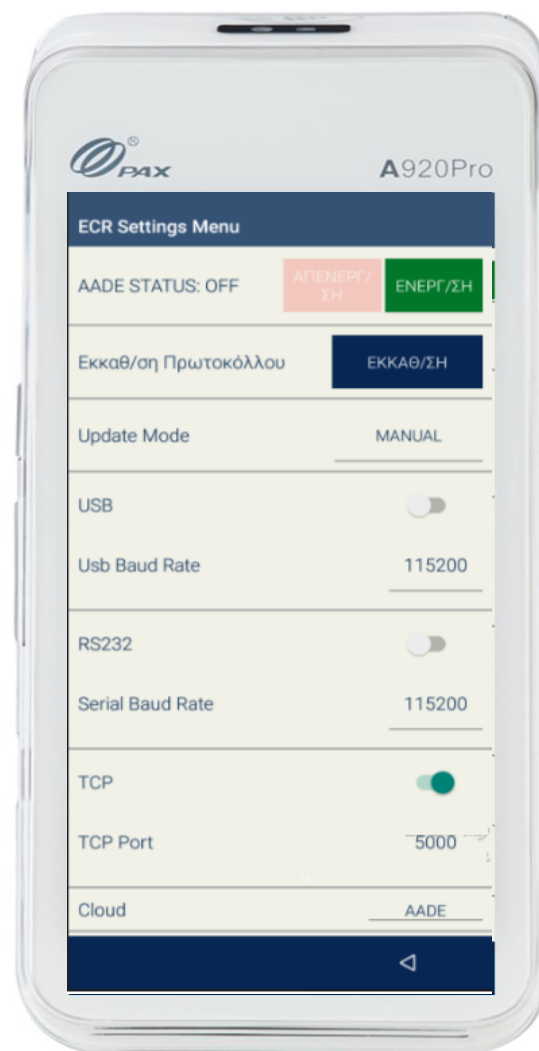 PAX
A920Pro
ECR Settings Menu
AADE STATUS: OFF
ΑΠΕΝΕΡΓ/
ΣΗ
ΕΝΕΡΓ/ΣΗ
Εκκαθ/ση Πρωτοκόλλου
ΕΚΚΑΘ/ΣΗ
Update Mode
MANUAL
USB
Usb Baud Rate
115200
RS232
Serial Baud Rate
115200
TCP
TCP Port
5000
Cloud
AADE